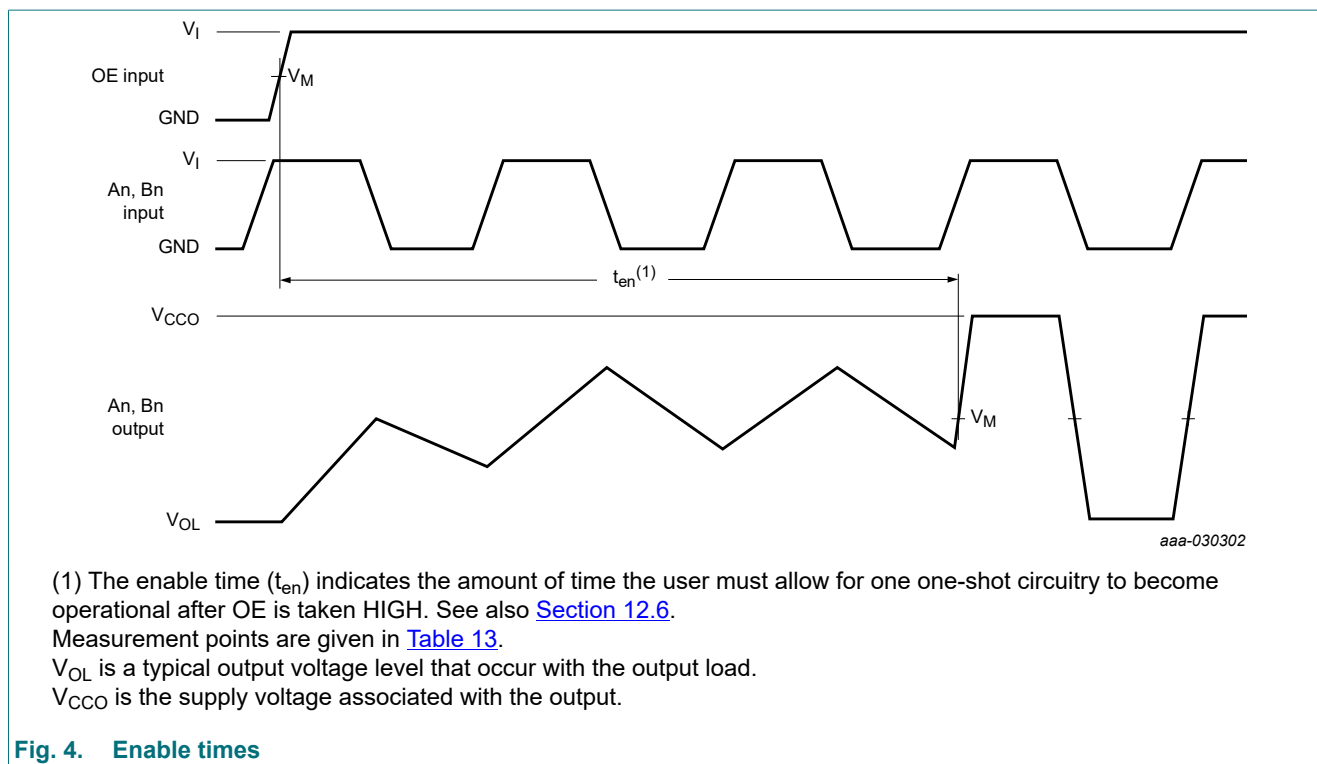 V_I
OE input
V_M
GND
V_I
An, Bn
input
GND
t_en(1)
V_CCO
An, Bn
output
V_M
V_OL
aaa-030302
(1) The enable time (t_en) indicates the amount of time the user must allow for one one-shot circuitry to become
operational after OE is taken HIGH. See also Section 12.6.
Measurement points are given in Table 13.
V_OL is a typical output voltage level that occur with the output load.
V_CCO is the supply voltage associated with the output.
Fig. 4. Enable times